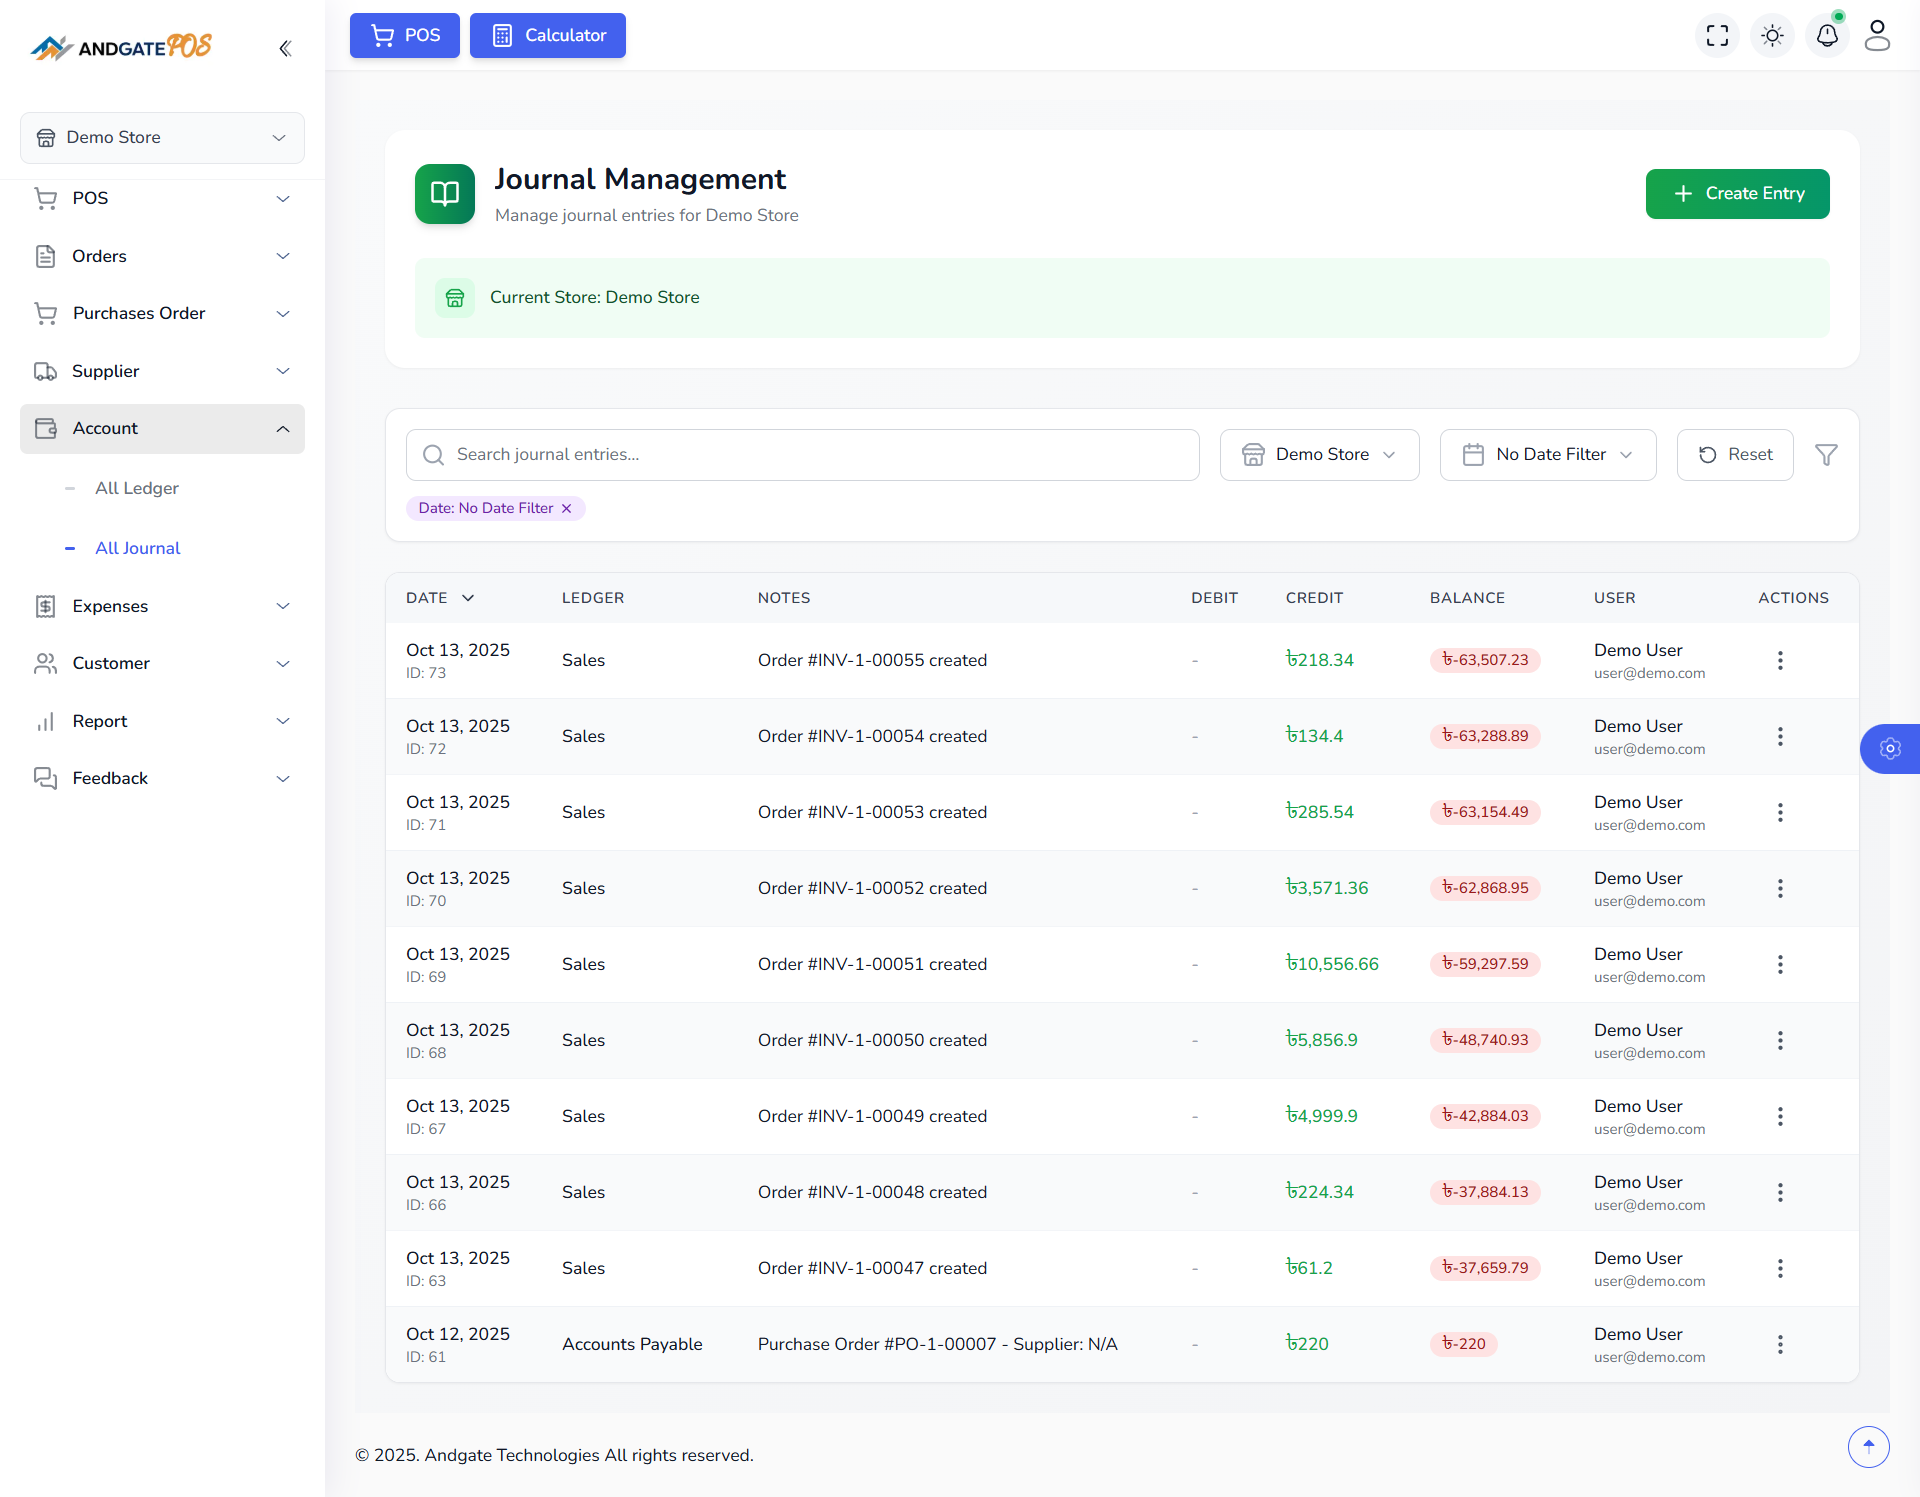 ANDGATE POS
POS
Calculator
Demo Store
POS
Orders
Purchases Order
Supplier
Account
All Ledger
All Journal
Expenses
Customer
Report
Feedback
Journal Management
Manage journal entries for Demo Store
Create Entry
Current Store: Demo Store
Search journal entries...
Demo Store
No Date Filter
Reset
Date: No Date Filter ×
DATE LEDGER NOTES DEBIT CREDIT BALANCE USER ACTIONS
Oct 13, 2025 Sales Order #INV-1-00055 created - ৳218.34 ৳-63,507.23 Demo User
ID: 73 user@demo.com
Oct 13, 2025 Sales Order #INV-1-00054 created - ৳134.4 ৳-63,288.89 Demo User
ID: 72 user@demo.com
Oct 13, 2025 Sales Order #INV-1-00053 created - ৳285.54 ৳-63,154.49 Demo User
ID: 71 user@demo.com
Oct 13, 2025 Sales Order #INV-1-00052 created - ৳3,571.36 ৳-62,868.95 Demo User
ID: 70 user@demo.com
Oct 13, 2025 Sales Order #INV-1-00051 created - ৳10,556.66 ৳-59,297.59 Demo User
ID: 69 user@demo.com
Oct 13, 2025 Sales Order #INV-1-00050 created - ৳5,856.9 ৳-48,740.93 Demo User
ID: 68 user@demo.com
Oct 13, 2025 Sales Order #INV-1-00049 created - ৳4,999.9 ৳-42,884.03 Demo User
ID: 67 user@demo.com
Oct 13, 2025 Sales Order #INV-1-00048 created - ৳224.34 ৳-37,884.13 Demo User
ID: 66 user@demo.com
Oct 13, 2025 Sales Order #INV-1-00047 created - ৳61.2 ৳-37,659.79 Demo User
ID: 63 user@demo.com
Oct 12, 2025 Accounts Payable Purchase Order #PO-1-00007 - Supplier: N/A - ৳220 ৳-220 Demo User
ID: 61 user@demo.com
© 2025. Andgate Technologies All rights reserved.